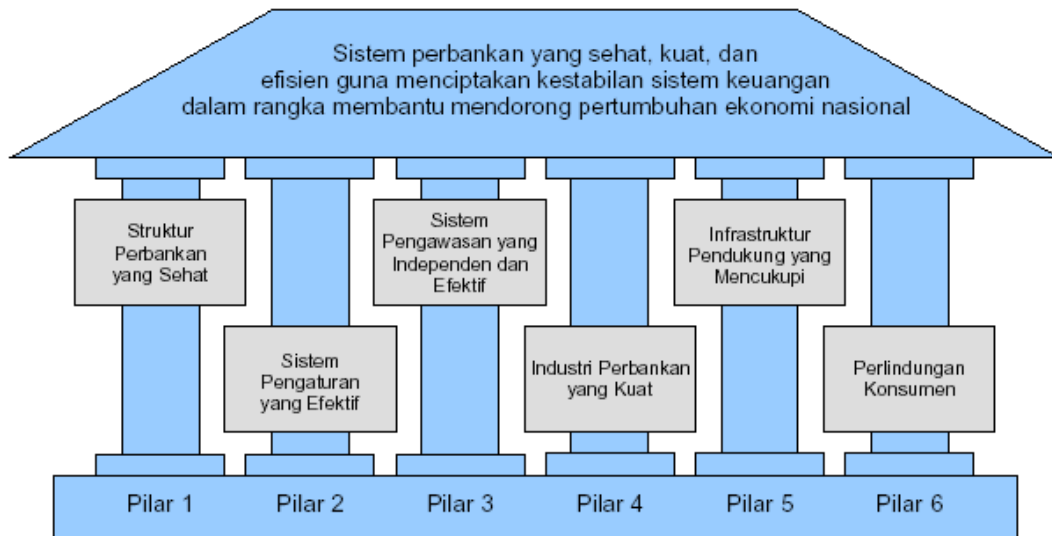 Sistem perbankan yang sehat, kuat, dan
efisien guna menciptakan kestabilan sistem keuangan
dalam rangka membantu mendorong pertumbuhan ekonomi nasional
Struktur
Perbankan
yang Sehat
Sistem
Pengaturan
yang Efektif
Sistem
Pengawasan yang
Independen dan
Efektif
Industri Perbankan
yang Kuat
Infrastruktur
Pendukung yang
Mencukupi
Perlindungan
Konsumen
Pilar 1
Pilar 2
Pilar 3
Pilar 4
Pilar 5
Pilar 6